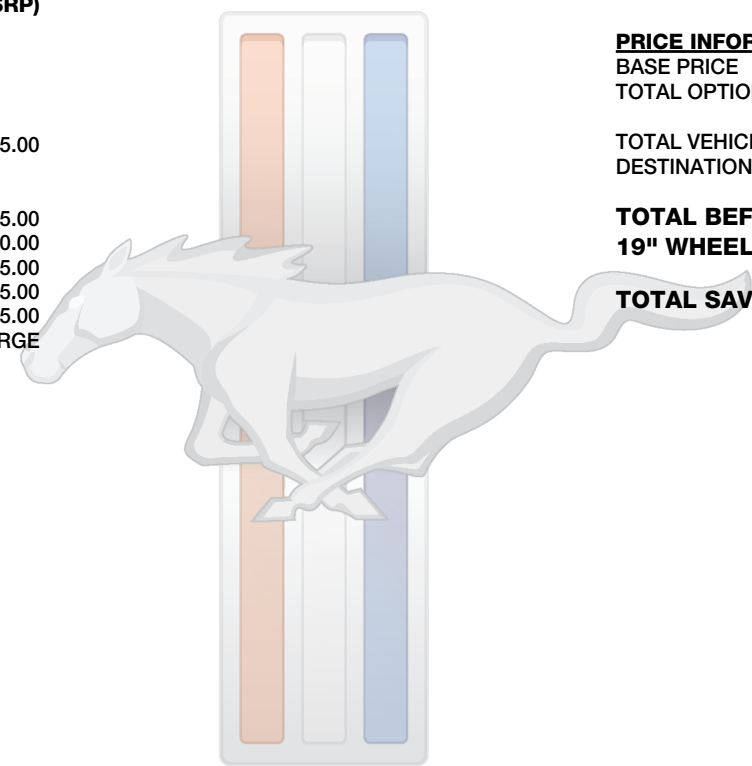 SRP)
5.00
5.00
0.00
5.00
5.00
5.00
RGE
PRICE INFOR
BASE PRICE
TOTAL OPTIO
TOTAL VEHICL
DESTINATION
TOTAL BEF
19" WHEEL
TOTAL SAV